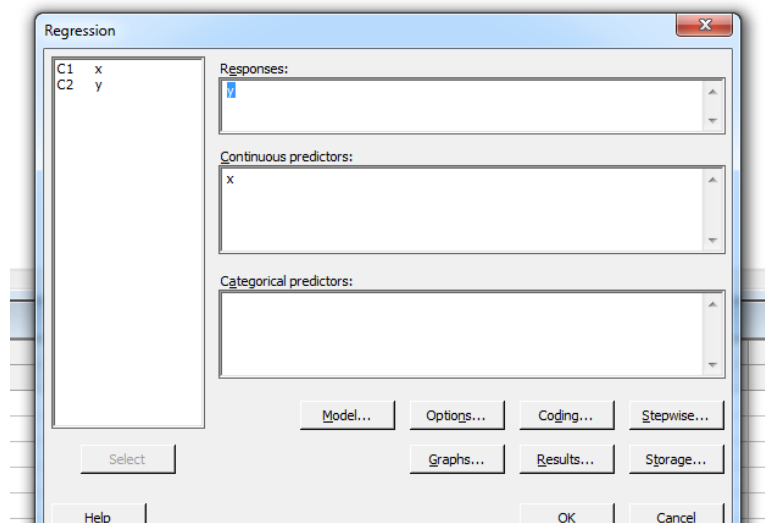 Regression
C1 x
C2 y
Responses:
y
Continuous predictors:
x
Categorical predictors:
Model... Options... Coding... Stepwise...
Select Graphs... Results... Storage...
Help OK Cancel